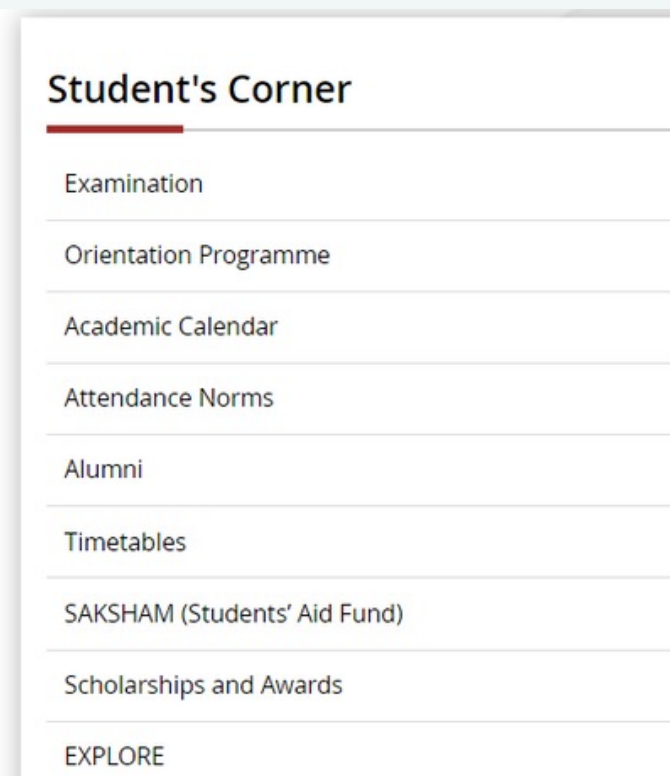 Student's Corner
Examination
Orientation Programme
Academic Calendar
Attendance Norms
Alumni
Timetables
SAKSHAM (Students’ Aid Fund)
Scholarships and Awards
EXPLORE